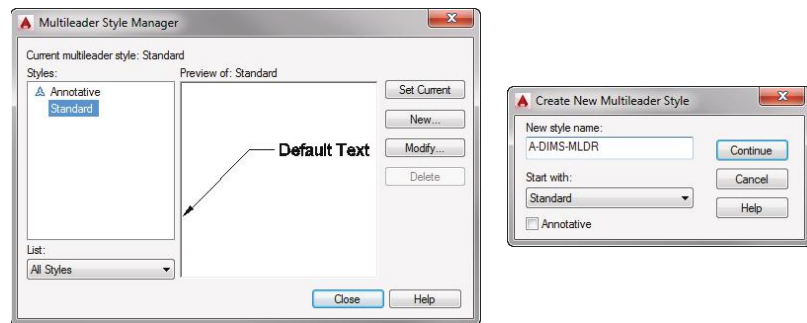 Multileader Style Manager
Current multileader style: Standard
Styles:
Preview of: Standard
Annotative
Standard
Default Text
Set Current
New...
Modify...
Delete
List:
All Styles
Close
Help
Create New Multileader Style
New style name:
A-DIMS-MLDR
Continue
Start with:
Cancel
Standard
Help
Annotative